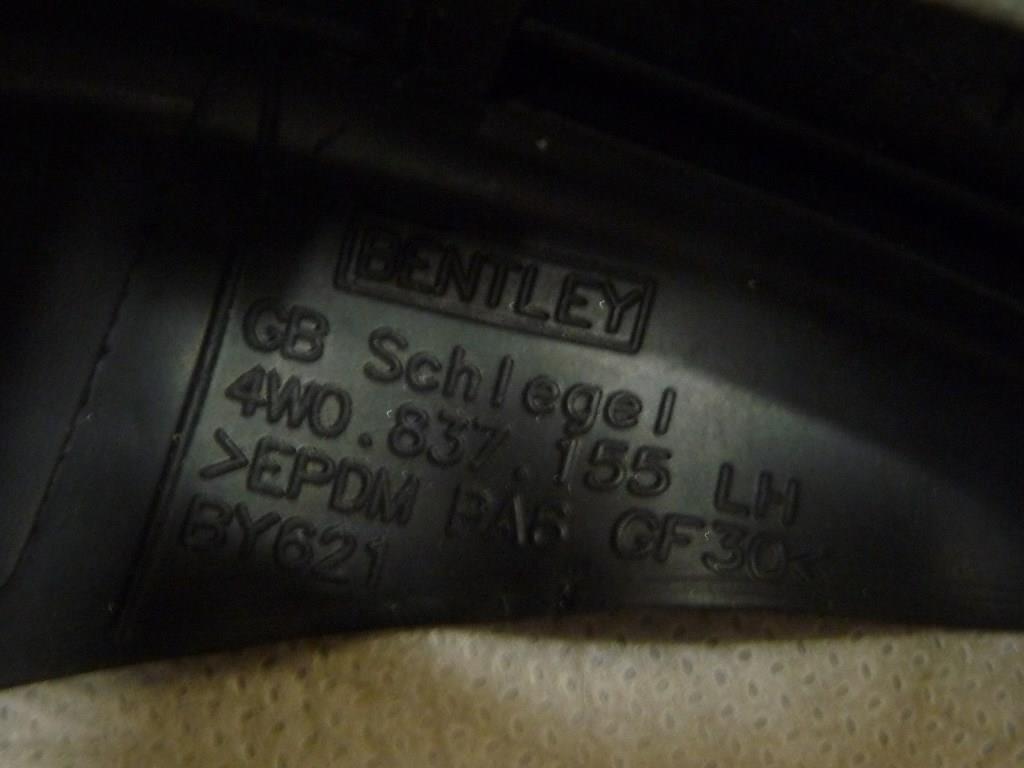 BENTLEY
GB Schlegel
4W0.837.155 LH
>EPDM PA6 GF30<
BY621